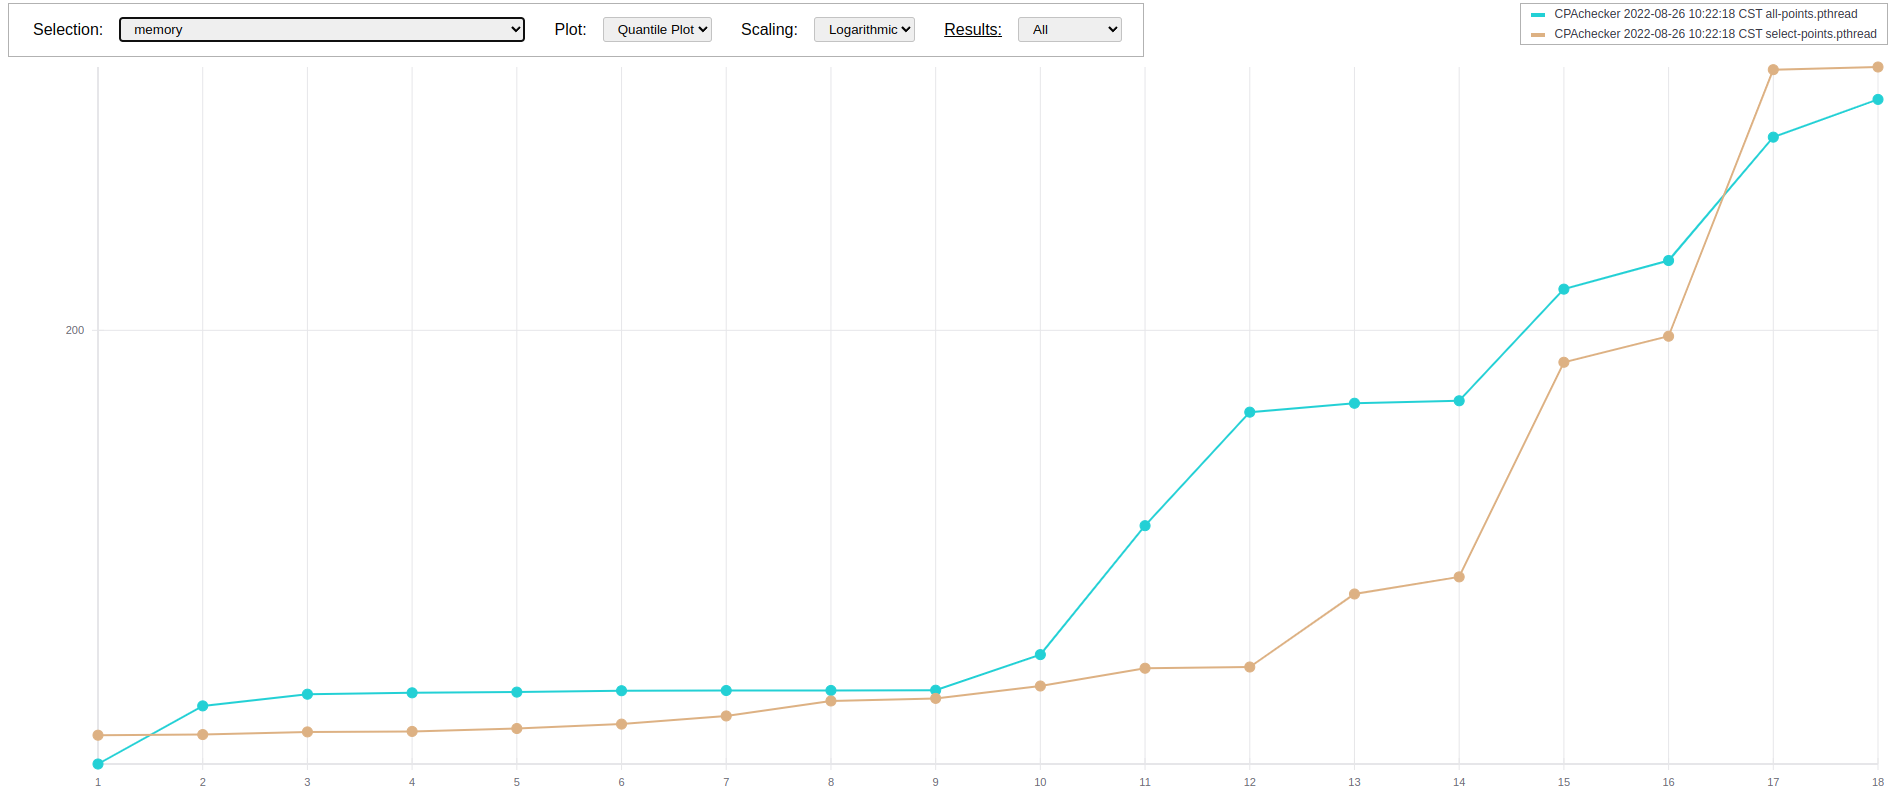 Selection: memory Plot: Quantile Plot Scaling: Logarithmic Results: All
CPAchecker 2022-08-26 10:22:18 CST all-points.pthread
CPAchecker 2022-08-26 10:22:18 CST select-points.pthread
200
1 2 3 4 5 6 7 8 9 10 11 12 13 14 15 16 17 18